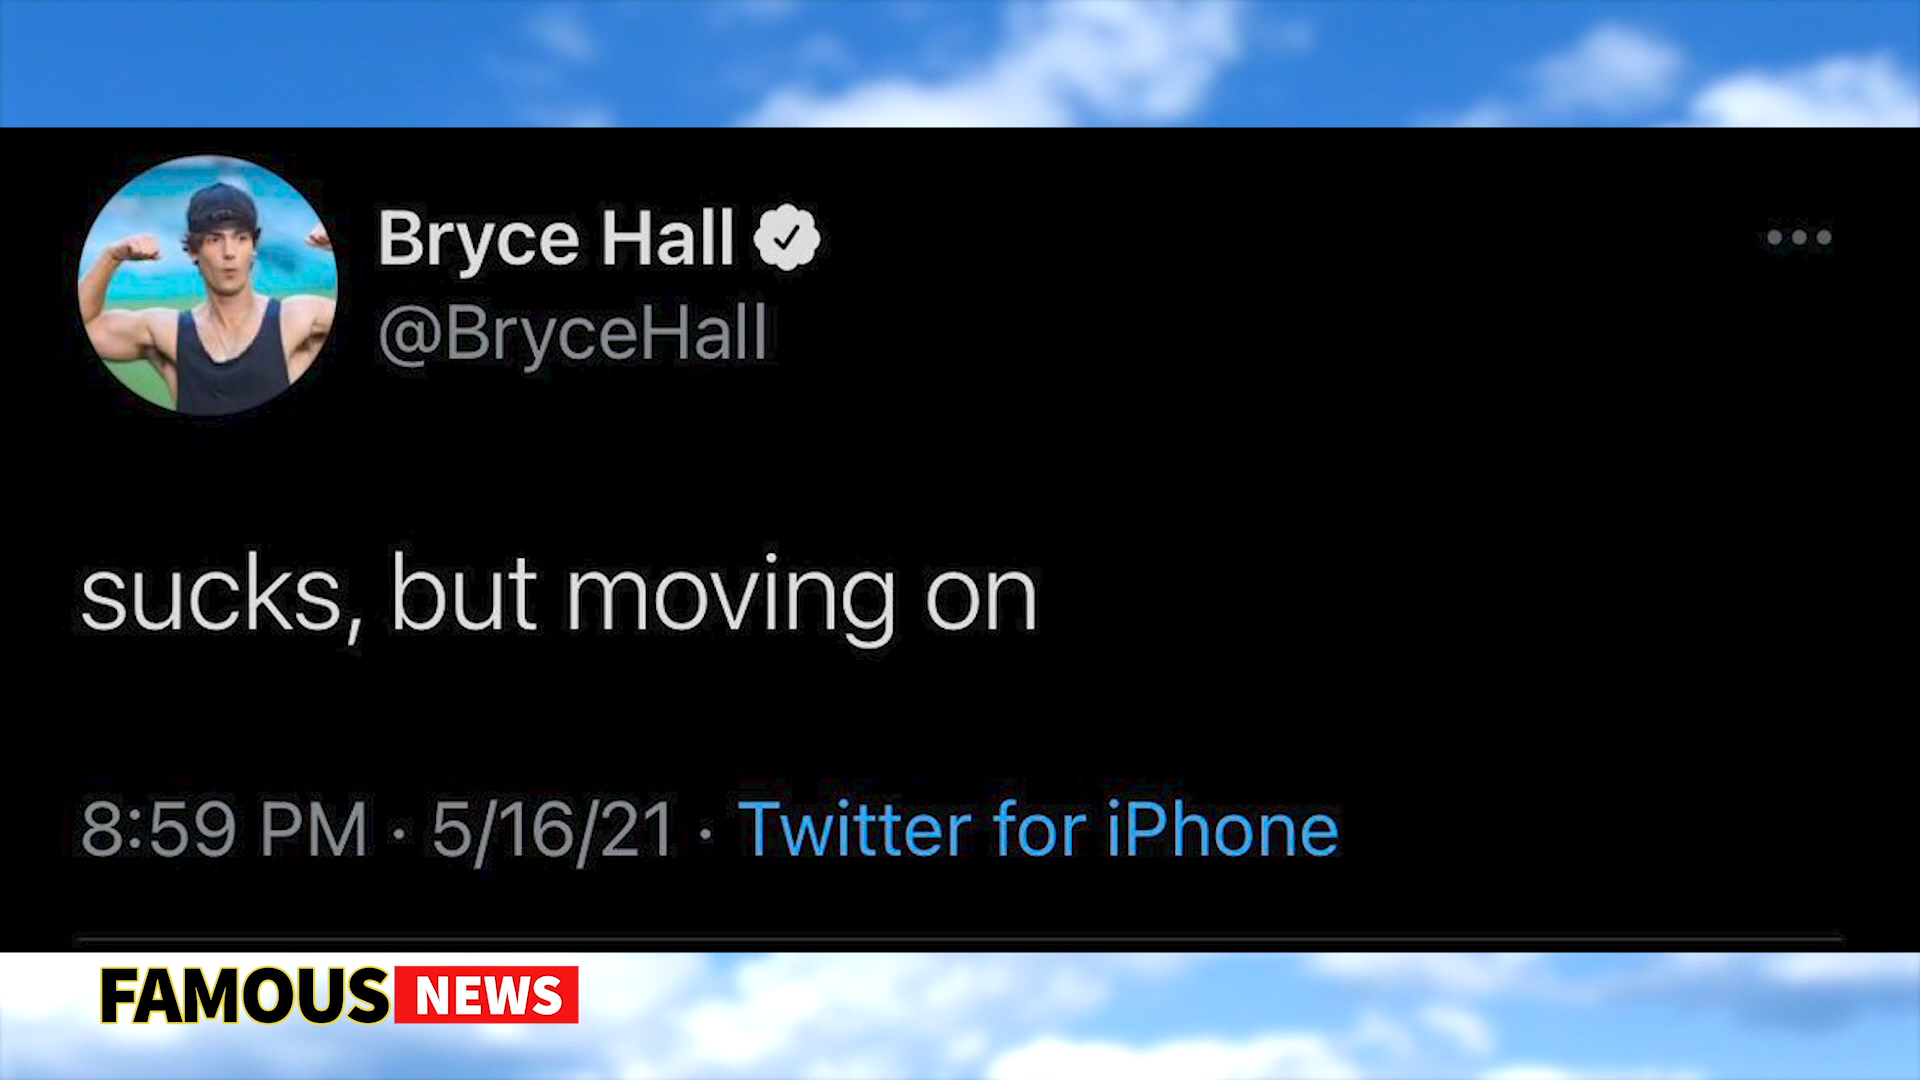 Bryce Hall
@BryceHall
sucks, but moving on
8:59 PM · 5/16/21 · Twitter for iPhone
FAMOUS NEWS